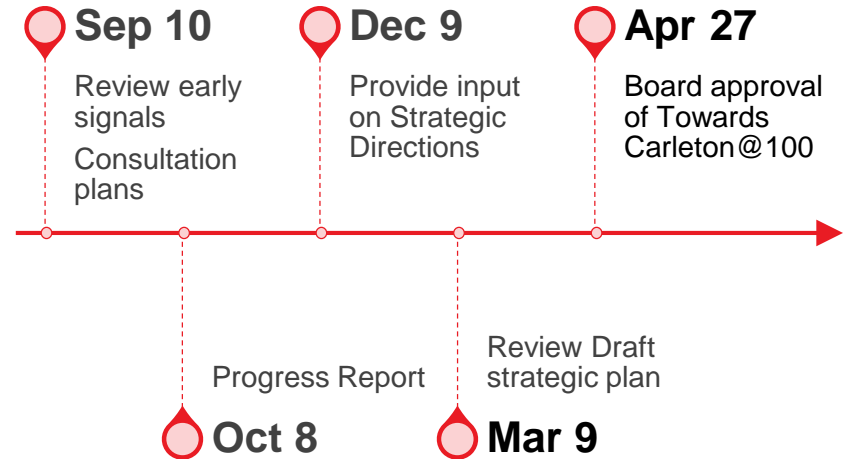 Sep 10
Review early
signals
Consultation
plans
Dec 9
Provide input
on Strategic
Directions
Apr 27
Board approval
of Towards
Carleton@100
Progress Report
Oct 8
Review Draft
strategic plan
Mar 9